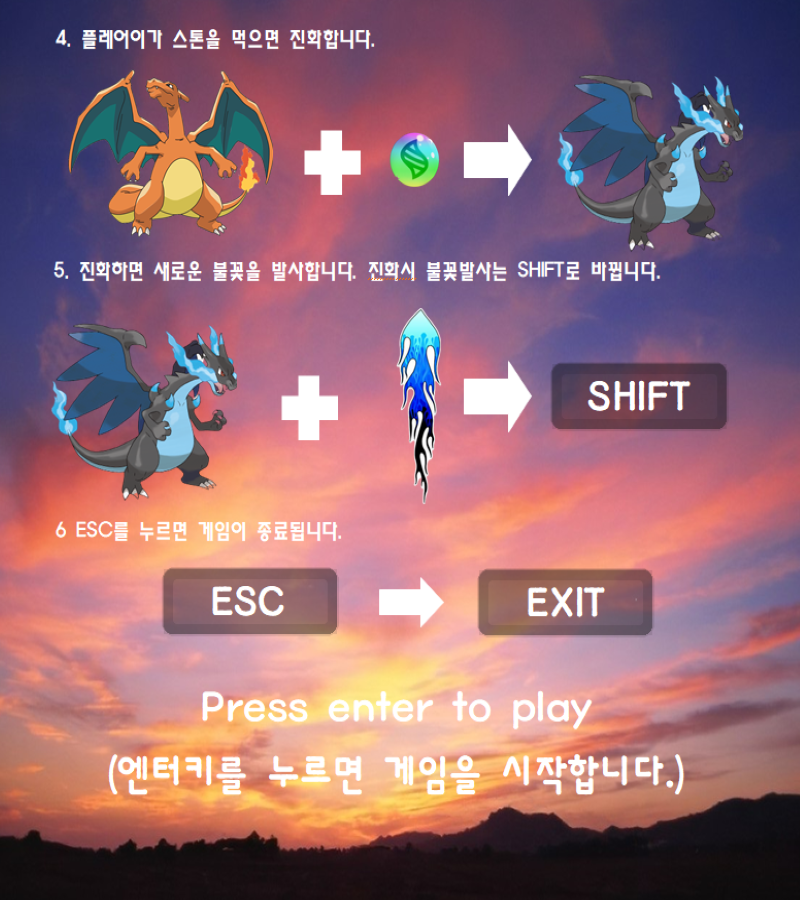 4. 플레어이가 스톤을 먹으면 진화합니다.
5. 진화하면 새로운 불꽃을 발사합니다. 진화시 불꽃발사는 SHIFT로 바뀝니다.
SHIFT
6 ESC를 누르면 게임이 종료됩니다.
ESC
EXIT
Press enter to play
(엔터키를 누르면 게임을 시작합니다.)